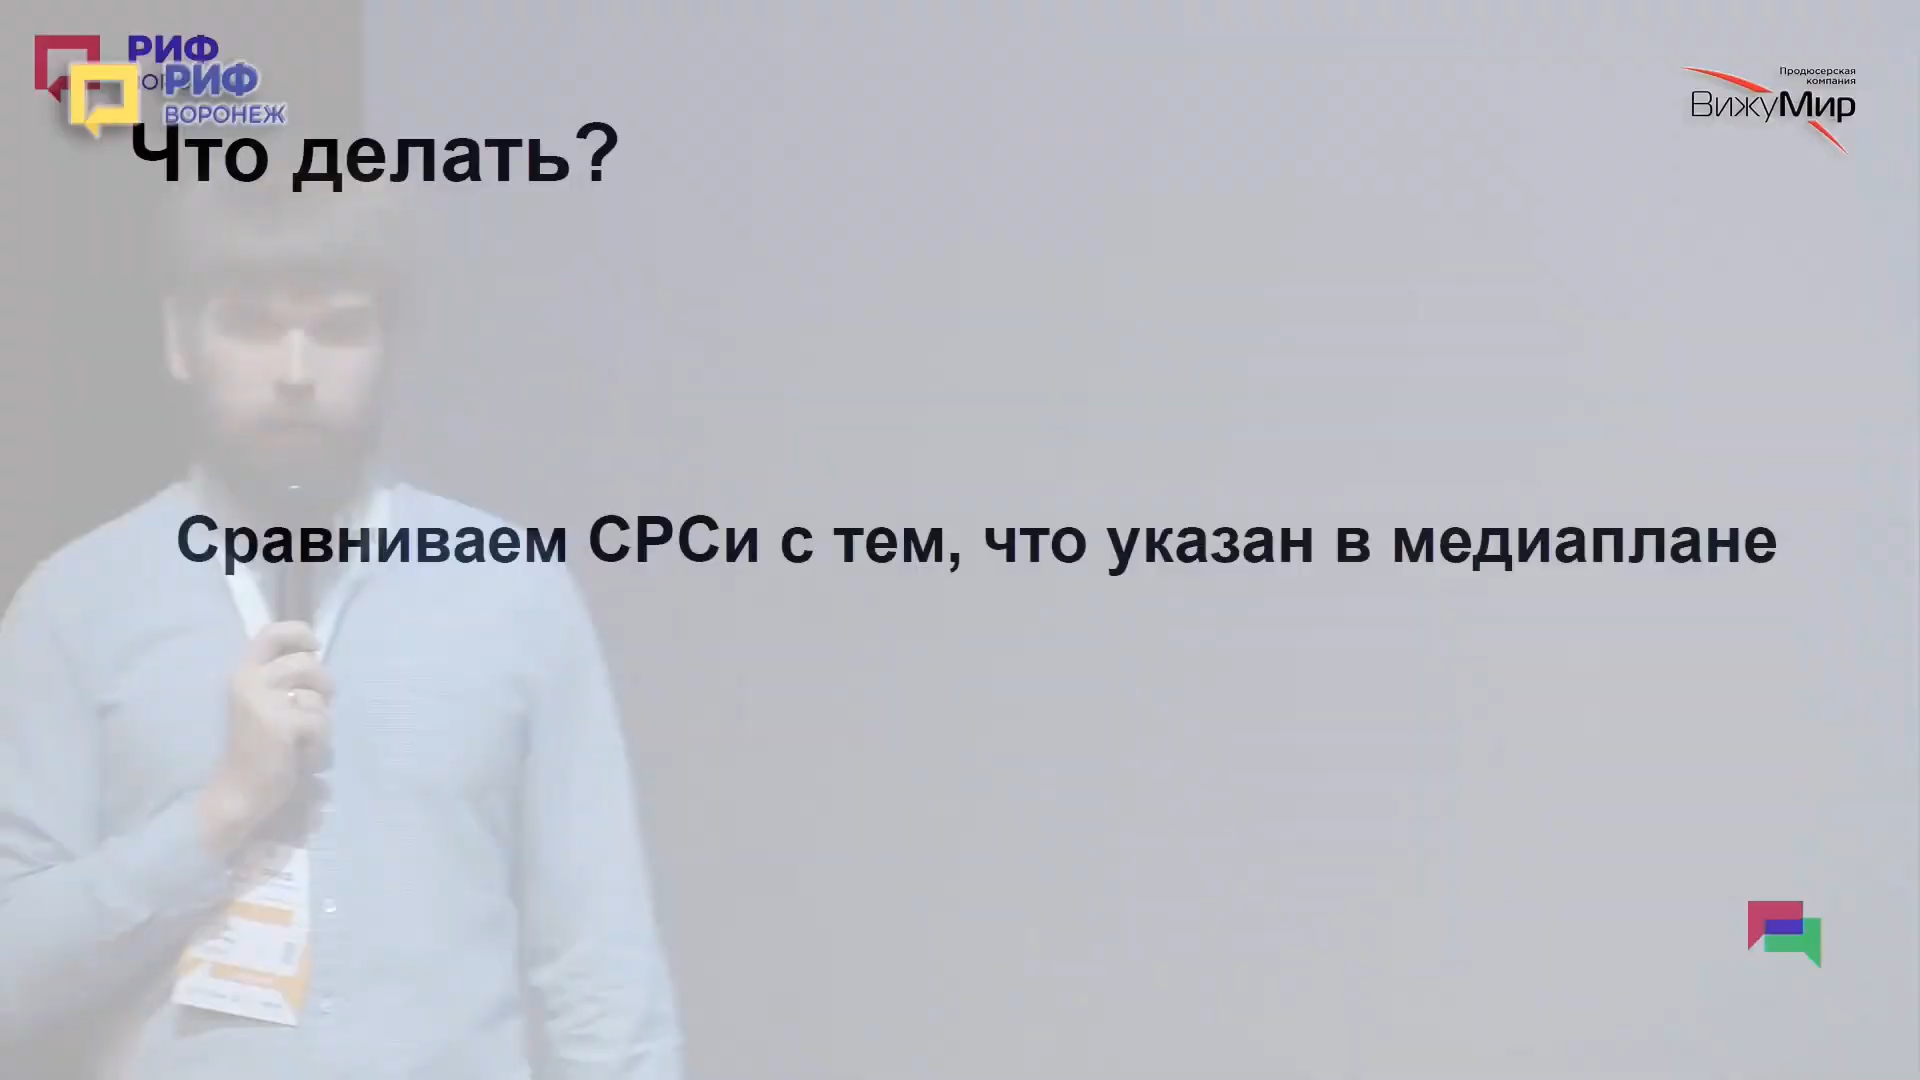 РИФ
РИФ
ВОРОНЕЖ
Продюсерская
компания
ВижуМир
Что делать?
Сравниваем CPCи с тем, что указан в медиаплане